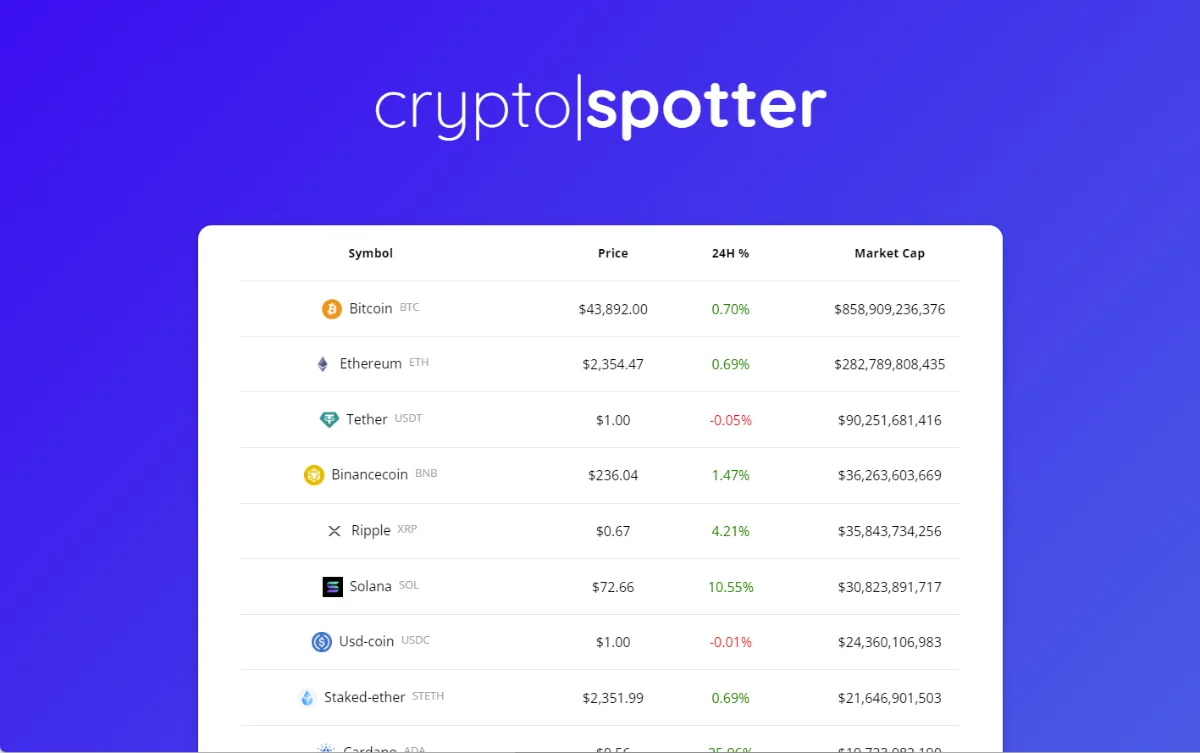 crypto|spotter
Symbol Price 24H % Market Cap
Bitcoin BTC $43,892.00 0.70% $858,909,236,376
Ethereum ETH $2,354.47 0.69% $282,789,808,435
Tether USDT $1.00 -0.05% $90,251,681,416
Binancecoin BNB $236.04 1.47% $36,263,603,669
Ripple XRP $0.67 4.21% $35,843,734,256
Solana SOL $72.66 10.55% $30,823,891,717
Usd-coin USDC $1.00 -0.01% $24,360,106,983
Staked-ether STETH $2,351.99 0.69% $21,646,901,503
Cardano ADA